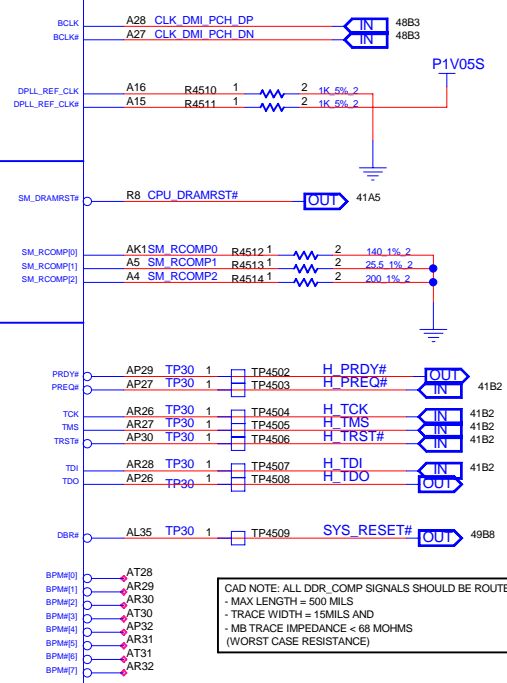 BCLK A28 CLK_DMI_PCH_DP IN 48B3
BCLK# A27 CLK_DMI_PCH_DN IN 48B3
P1V05S
DPLL_REF_CLK A16 R4510 1 2 1K_5%_2
DPLL_REF_CLK# A15 R4511 1 2 1K_5%_2
SM_DRAMRST# R8 CPU_DRAMRST# OUT 41A5
SM_RCOMP[0] AK1 SM_RCOMP0 R4512 1 2 140_1%_2
SM_RCOMP[1] A5 SM_RCOMP1 R4513 1 2 25.5_1%_2
SM_RCOMP[2] A4 SM_RCOMP2 R4514 1 2 200_1%_2
PRDY# AP29 TP30 1 TP4502 H_PRDY# OUT
PREQ# AP27 TP30 1 TP4503 H_PREQ# IN 41B2
TCK AR26 TP30 1 TP4504 H_TCK IN 41B2
TMS AR27 TP30 1 TP4505 H_TMS IN 41B2
TRST# AP30 TP30 1 TP4506 H_TRST# IN 41B2
TDI AR28 TP30 1 TP4507 H_TDI IN 41B2
TDO AP26 TP30 1 TP4508 H_TDO OUT
DBR# AL35 TP30 1 TP4509 SYS_RESET# OUT 49B8
BPM#[0] AT28
BPM#[1] AR29
BPM#[2] AR30
BPM#[3] AT30
BPM#[4] AP32
BPM#[5] AR31
BPM#[6] AT31
BPM#[7] AR32
CAD NOTE: ALL DDR_COMP SIGNALS SHOULD BE ROUTE
- MAX LENGTH = 500 MILS
- TRACE WIDTH = 15MILS AND
- MB TRACE IMPEDANCE < 68 MOHMS
(WORST CASE RESISTANCE)